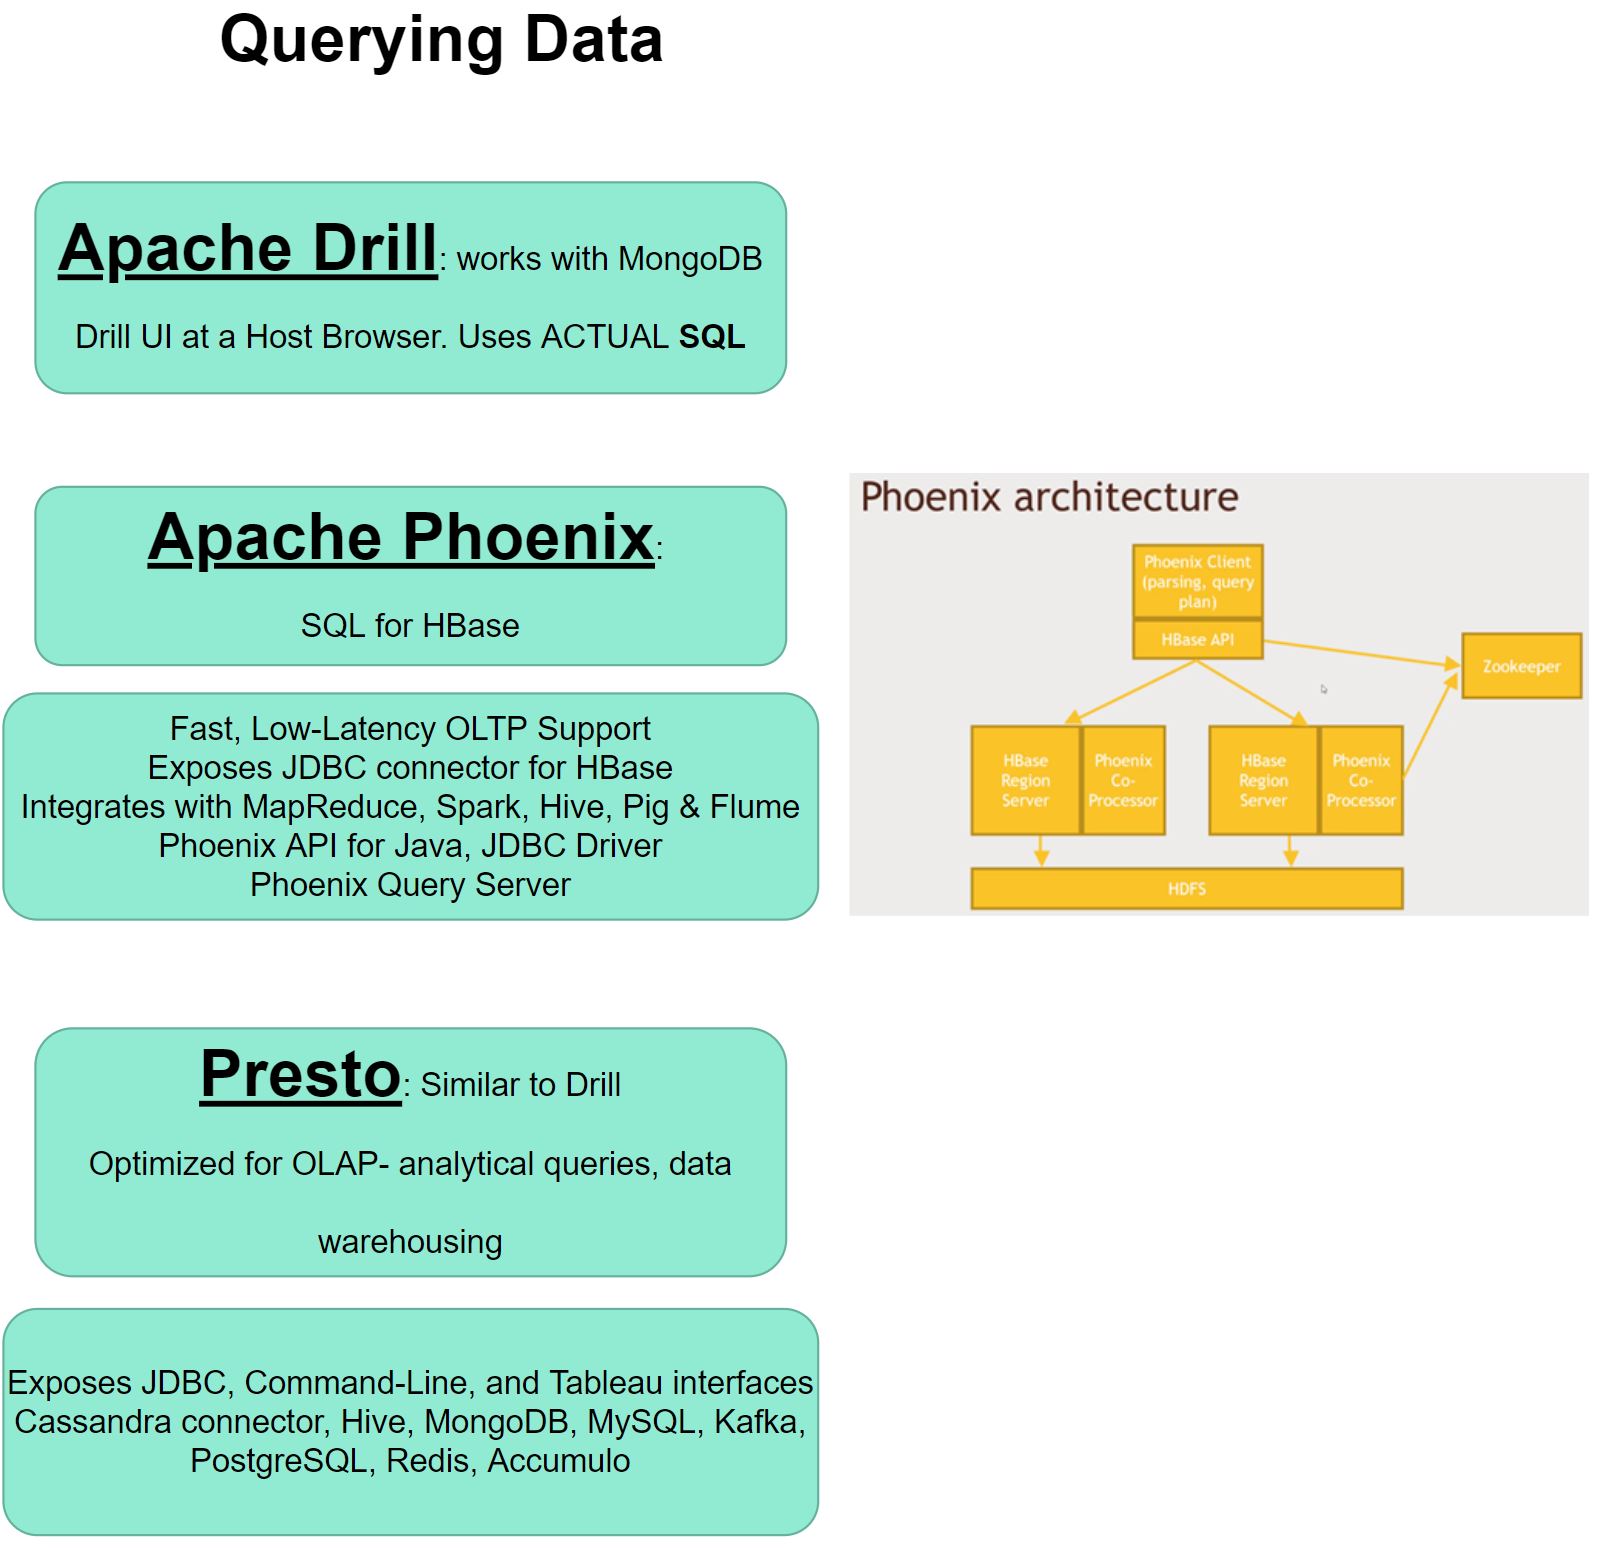 Querying Data
Apache Drill: works with MongoDB
Drill UI at a Host Browser. Uses ACTUAL SQL
Apache Phoenix:
SQL for HBase
Fast, Low-Latency OLTP Support
Exposes JDBC connector for HBase
Integrates with MapReduce, Spark, Hive, Pig & Flume
Phoenix API for Java, JDBC Driver
Phoenix Query Server
Phoenix architecture
Phoenix Client
(parsing, query
plan)
HBase API
Zookeeper
HBase
Region
Server
Phoenix
Co-
Processor
HBase
Region
Server
Phoenix
Co-
Processor
HDFS
Presto: Similar to Drill
Optimized for OLAP- analytical queries, data
warehousing
Exposes JDBC, Command-Line, and Tableau interfaces
Cassandra connector, Hive, MongoDB, MySQL, Kafka,
PostgreSQL, Redis, Accumulo